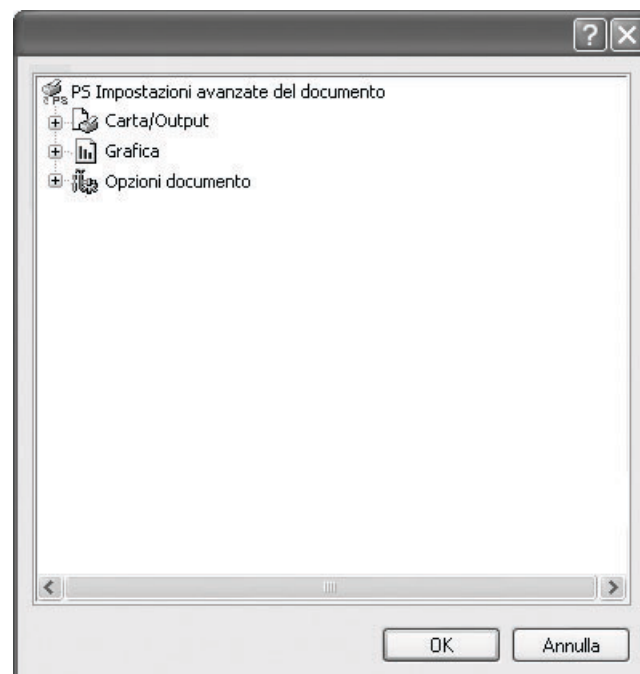 PS Impostazioni avanzate del documento
Carta/Output
Grafica
Opzioni documento
OK Annulla